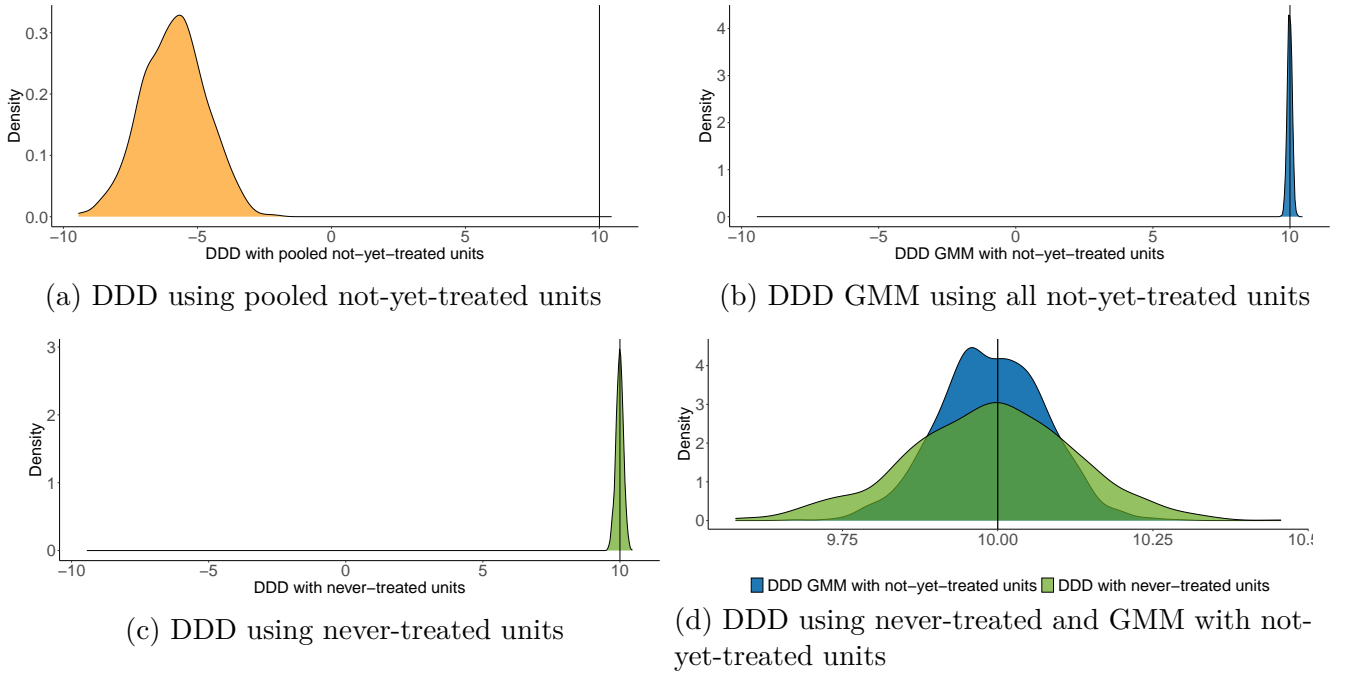 Density
0.3
0.2
0.1
0.0
−10 −5 0 5 10
DDD with pooled not−yet−treated units
(a) DDD using pooled not-yet-treated units
Density
4
3
2
1
0
−10 −5 0 5 10
DDD GMM with not−yet−treated units
(b) DDD GMM using all not-yet-treated units
Density
3
2
1
0
−10 −5 0 5 10
DDD with never−treated units
(c) DDD using never-treated units
Density
4
3
2
1
0
9.75 10.00 10.25
DDD GMM with not−yet−treated units DDD with never−treated units
(d) DDD using never-treated and GMM with not-
yet-treated units